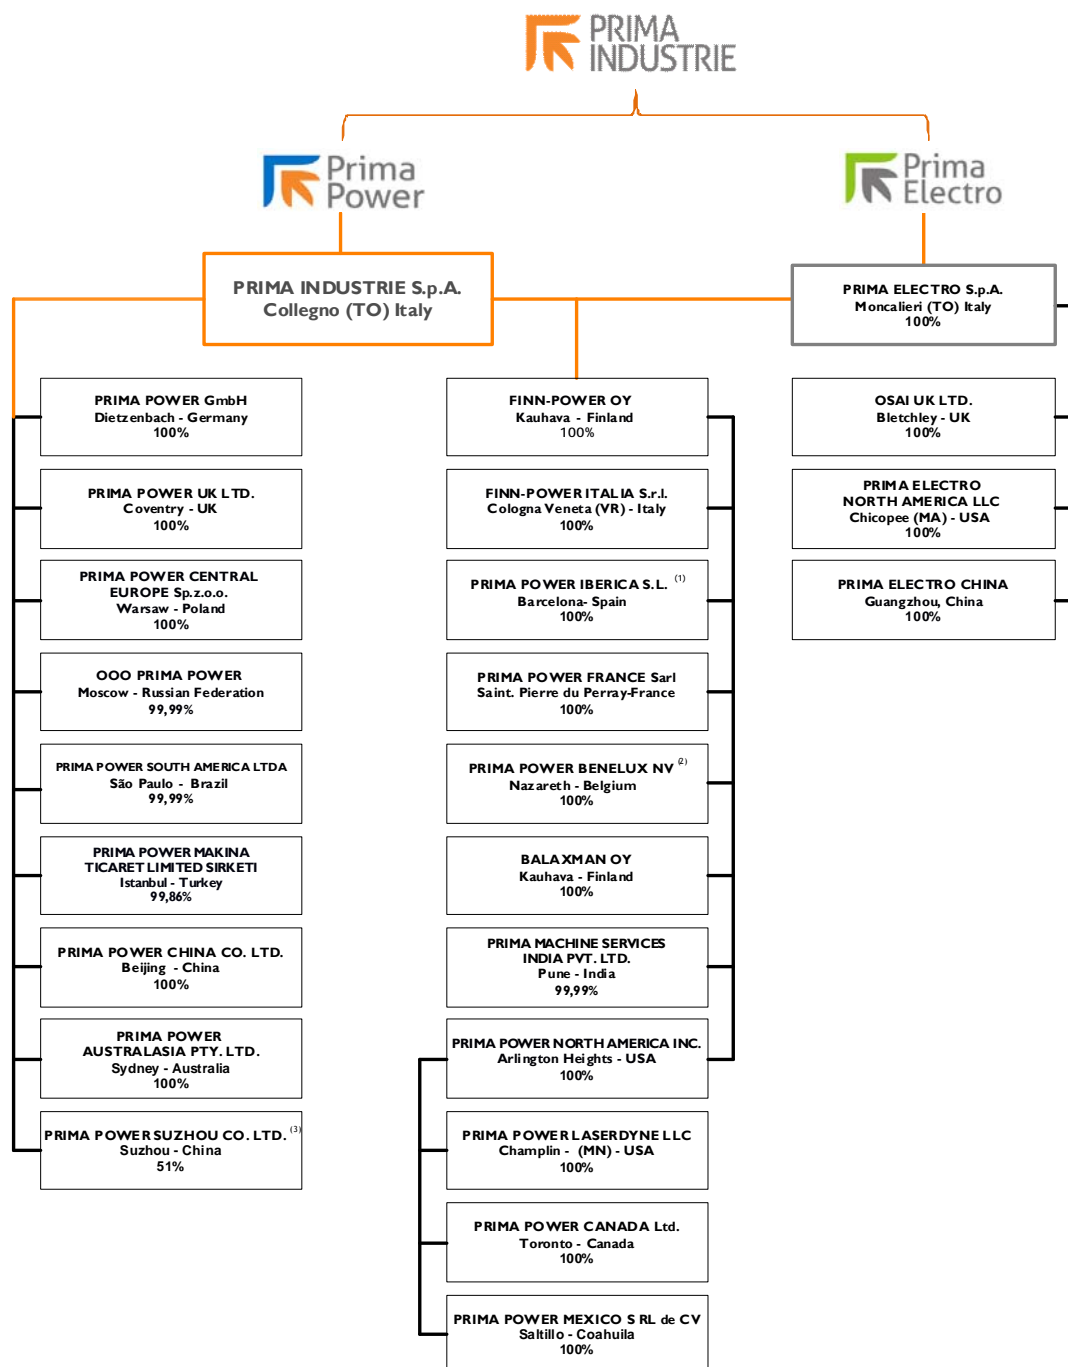 PRIMA
INDUSTRIE
Prima
Power
Prima
Electro
PRIMA INDUSTRIE S.p.A.
Collegno (TO) Italy
PRIMA ELECTRO S.p.A.
Moncalieri (TO) Italy
100%
PRIMA POWER GmbH
Dietzenbach - Germany
100%
PRIMA POWER UK LTD.
Coventry - UK
100%
PRIMA POWER CENTRAL
EUROPE Sp.z.o.o.
Warsaw - Poland
100%
OOO PRIMA POWER
Moscow - Russian Federation
99,99%
PRIMA POWER SOUTH AMERICA LTDA
São Paulo - Brazil
99,99%
PRIMA POWER MAKINA
TICARET LIMITED SIRKETI
Istanbul - Turkey
99,86%
PRIMA POWER CHINA CO. LTD.
Beijing - China
100%
PRIMA POWER
AUSTRALASIA PTY. LTD.
Sydney - Australia
100%
PRIMA POWER SUZHOU CO. LTD. (3)
Suzhou - China
51%
FINN-POWER OY
Kauhava - Finland
100%
FINN-POWER ITALIA S.r.l.
Cologna Veneta (VR) - Italy
100%
PRIMA POWER IBERICA S.L. (1)
Barcelona- Spain
100%
PRIMA POWER FRANCE Sarl
Saint. Pierre du Perray-France
100%
PRIMA POWER BENELUX NV (2)
Nazareth - Belgium
100%
BALAXMAN OY
Kauhava - Finland
100%
PRIMA MACHINE SERVICES
INDIA PVT. LTD.
Pune - India
99,99%
PRIMA POWER NORTH AMERICA INC.
Arlington Heights - USA
100%
PRIMA POWER LASERDYNE LLC
Champlin - (MN) - USA
100%
PRIMA POWER CANADA Ltd.
Toronto - Canada
100%
PRIMA POWER MEXICO S RL de CV
Saltillo - Coahuila
100%
OSAI UK LTD.
Bletchley - UK
100%
PRIMA ELECTRO
NORTH AMERICA LLC
Chicopee (MA) - USA
100%
PRIMA ELECTRO CHINA
Guangzhou, China
100%